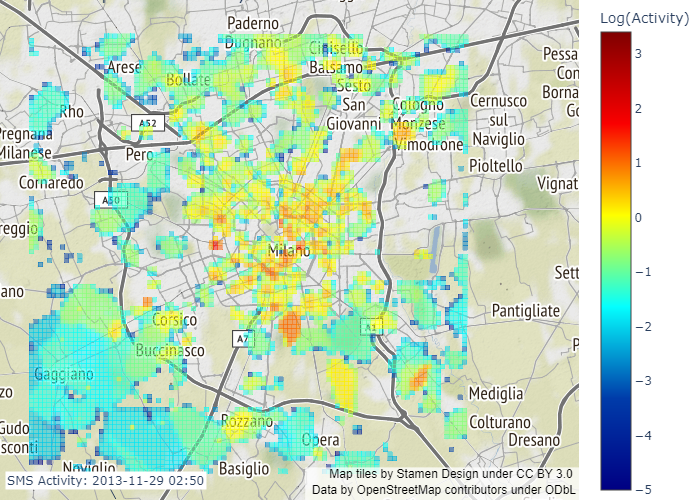 Log(Activity)
3
2
1
0
−1
−2
−3
−4
−5
Paderno
Dugnano
Cinisello
Balsamo
Arese
Bollate
Sesto
San
Giovanni
Cologno
Monzese
Cernusco
sul
Naviglio
Pessa
Con
Borna
Go
Rho
A52
Pregnana
Milanese
Pero
Vimodrone
Pioltello
Cornaredo
Vignat
A50
reggio
Milano
Sett
ano
Corsico
A7
A1
Pantigliate
P
Buccinasco
Gaggiano
zo
Mediglia
Gudo
sconti
Rozzano
Opera
Colturano
Dresano
Noviglio
Basiglio
SMS Activity: 2013-11-29 02:50
Map tiles by Stamen Design under CC BY 3.0
Data by OpenStreetMap contributors under ODbL